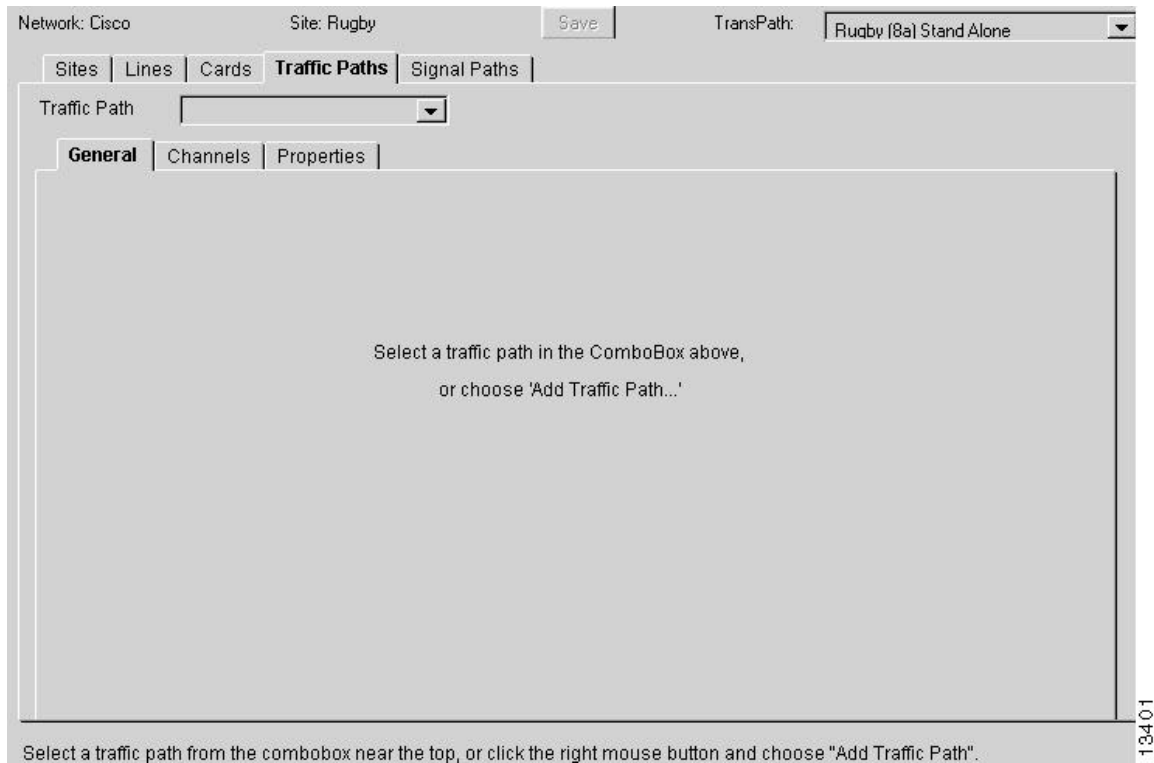 Network: Cisco Site: Rugby Save TransPath: Rugby (8a) Stand Alone
Sites Lines Cards Traffic Paths Signal Paths
Traffic Path
General Channels Properties
Select a traffic path in the ComboBox above,
or choose 'Add Traffic Path...'
Select a traffic path from the combobox near the top, or click the right mouse button and choose "Add Traffic Path".
13401